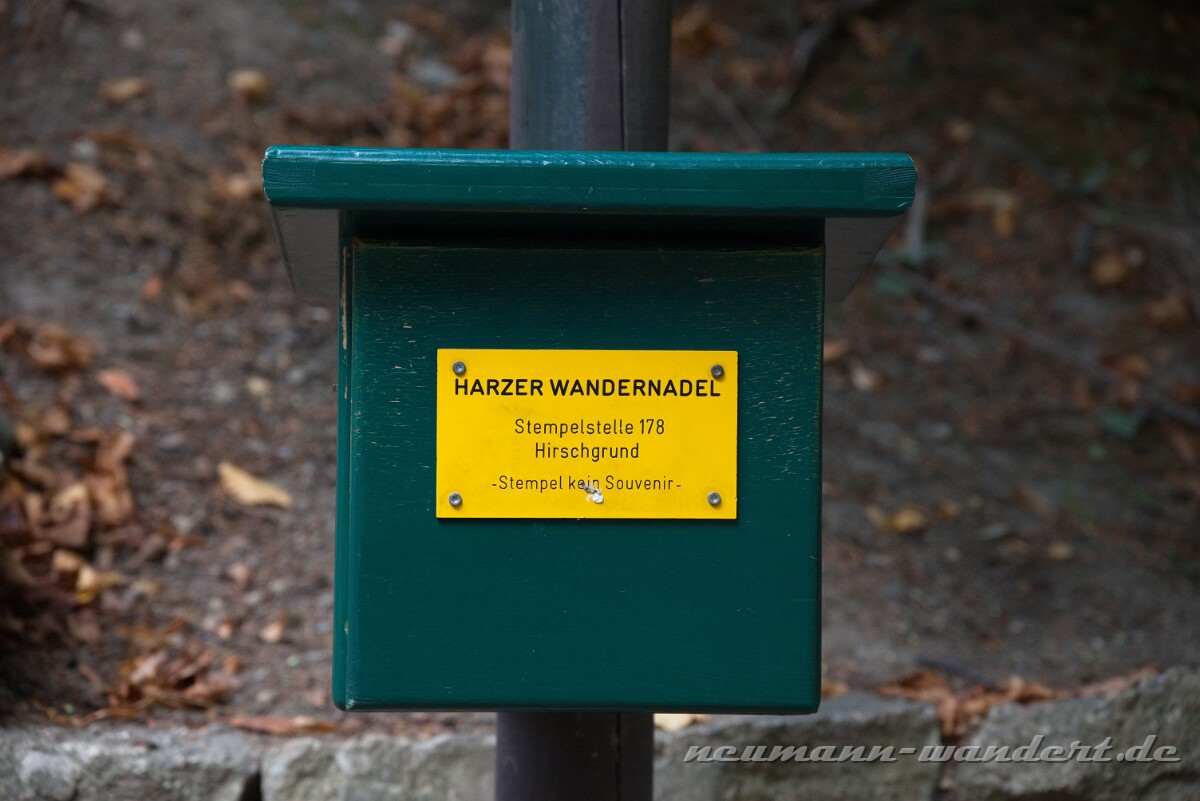 HARZER WANDERNADEL
Stempelstelle 178
Hirschgrund
-Stempel kein Souvenir-
neumann-wandert.de